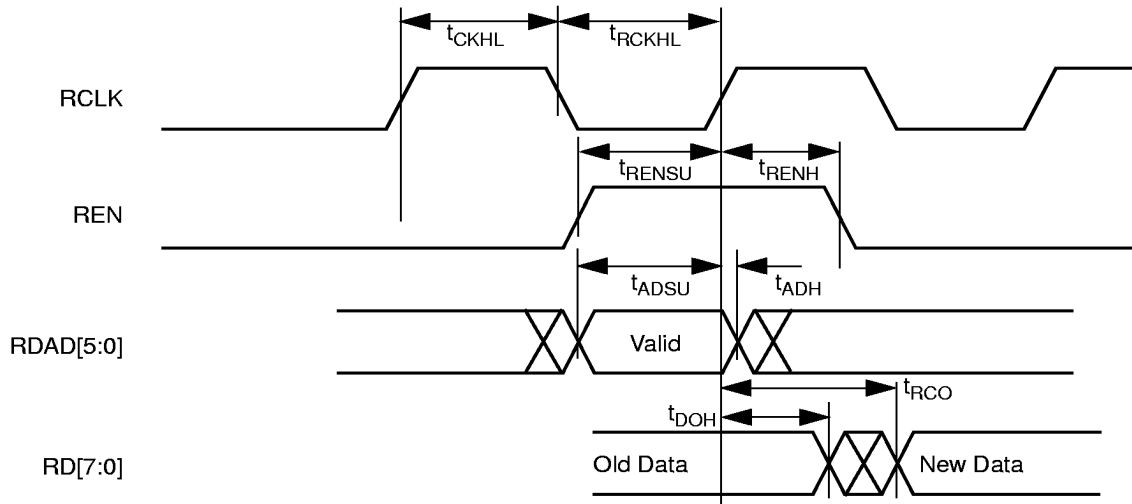 tCKHL tRCKHL
RCLK
tRENSU tRENH
REN
tADSU tADH
RDAD[5:0] Valid
tRCO
tDOH
RD[7:0] Old Data New Data